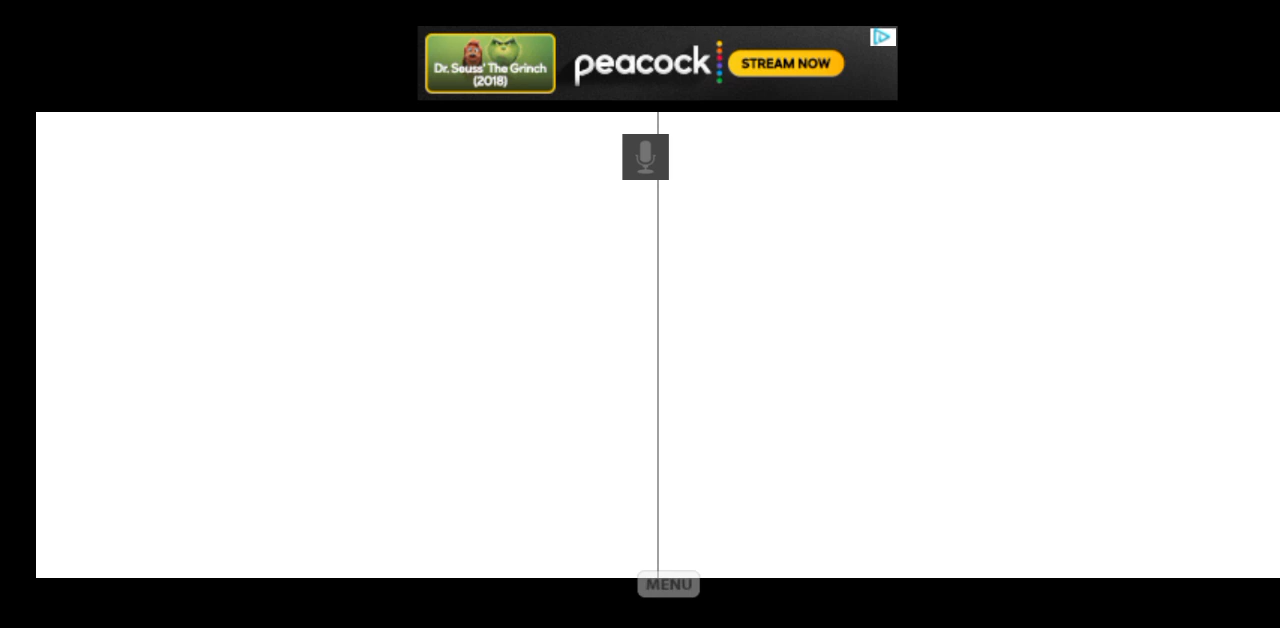 Dr. Seuss' The Grinch
(2018)
peacock
STREAM NOW
MENU